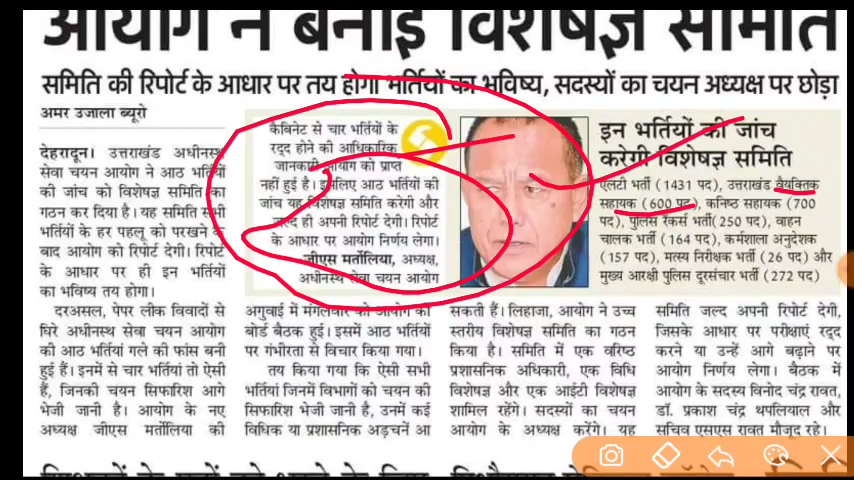 आयोग ने बनाई विशेषज्ञ समिति
समिति की रिपोर्ट के आधार पर तय होगा भर्तियों का भविष्य, सदस्यों का चयन अध्यक्ष पर छोड़ा
अमर उजाला ब्यूरो
देहरादून। उत्तराखंड अधीनस्थ
सेवा चयन आयोग ने आठ भर्तियों
की जांच को विशेषज्ञ समिति का
गठन कर दिया है। यह समिति सभी
भर्तियों के हर पहलू को परखने के
बाद आयोग को रिपोर्ट देगी। रिपोर्ट
के आधार पर ही इन भर्तियों
का भविष्य तय होगा।
दरअसल, पेपर लीक विवादों से
घिरे अधीनस्थ सेवा चयन आयोग
की आठ भर्तियां गले की फांस बनी
हुई हैं। इनमें से चार भर्तियां तो ऐसी
हैं, जिनकी चयन सिफारिश आगे
भेजी जानी है। आयोग के नए
अध्यक्ष जीएस मर्तोलिया की
कैबिनेट से चार भर्तियों के
रद्द होने की आधिकारिक
जानकारी आयोग को प्राप्त
नहीं हुई है। इसलिए आठ भर्तियों की
जांच यह विशेषज्ञ समिति करेगी और
जल्द ही अपनी रिपोर्ट देगी। रिपोर्ट
के आधार पर आयोग निर्णय लेगा।
-जीएस मर्तोलिया, अध्यक्ष,
अधीनस्थ सेवा चयन आयोग
इन भर्तियों की जांच
करेगी विशेषज्ञ समिति
एलटी भर्ती (1431 पद), उत्तराखंड वैयक्तिक
सहायक (600 पद), कनिष्ठ सहायक (700
पद), पुलिस रैंकर्स भर्ती(250 पद), वाहन
चालक भर्ती (164 पद), कर्मशाला अनुदेशक
(157 पद), मत्स्य निरीक्षक भर्ती (26 पद) और
मुख्य आरक्षी पुलिस दूरसंचार भर्ती (272 पद)
अगुवाई में मंगलवार को आयोग की
बोर्ड बैठक हुई। इसमें आठ भर्तियों
पर गंभीरता से विचार किया गया।
तय किया गया कि ऐसी सभी
भर्तियां जिनमें विभागों को चयन की
सिफारिश भेजी जानी है, उनमें कई
विधिक या प्रशासनिक अड़चनें आ
सकती हैं। लिहाजा, आयोग ने उच्च
स्तरीय विशेषज्ञ समिति का गठन
किया है। समिति में एक वरिष्ठ
प्रशासनिक अधिकारी, एक विधि
विशेषज्ञ और एक आईटी विशेषज्ञ
शामिल रहेंगे। सदस्यों का चयन
आयोग के अध्यक्ष करेंगे। यह
समिति जल्द अपनी रिपोर्ट देगी,
जिसके आधार पर परीक्षाएं रद्द
करने या उन्हें आगे बढ़ाने पर
आयोग निर्णय लेगा। बैठक में
आयोग के सदस्य विनोद चंद्र रावत,
डॉ. प्रकाश चंद्र थपलियाल और
सचिव एसएस रावत मौजूद रहे।